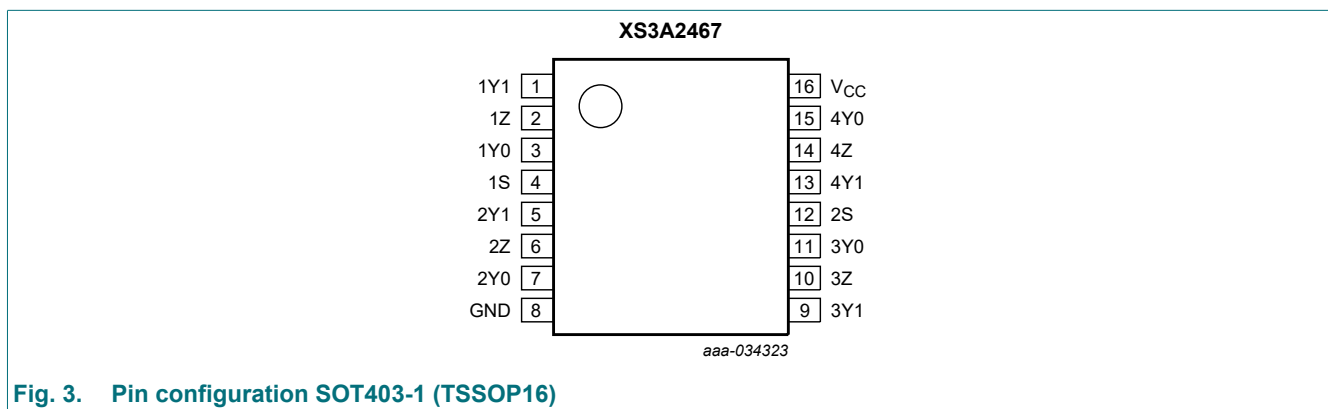 XS3A2467
1Y1 1 16 VCC
1Z 2 15 4Y0
1Y0 3 14 4Z
1S 4 13 4Y1
2Y1 5 12 2S
2Z 6 11 3Y0
2Y0 7 10 3Z
GND 8 9 3Y1
aaa-034323
Fig. 3. Pin configuration SOT403-1 (TSSOP16)